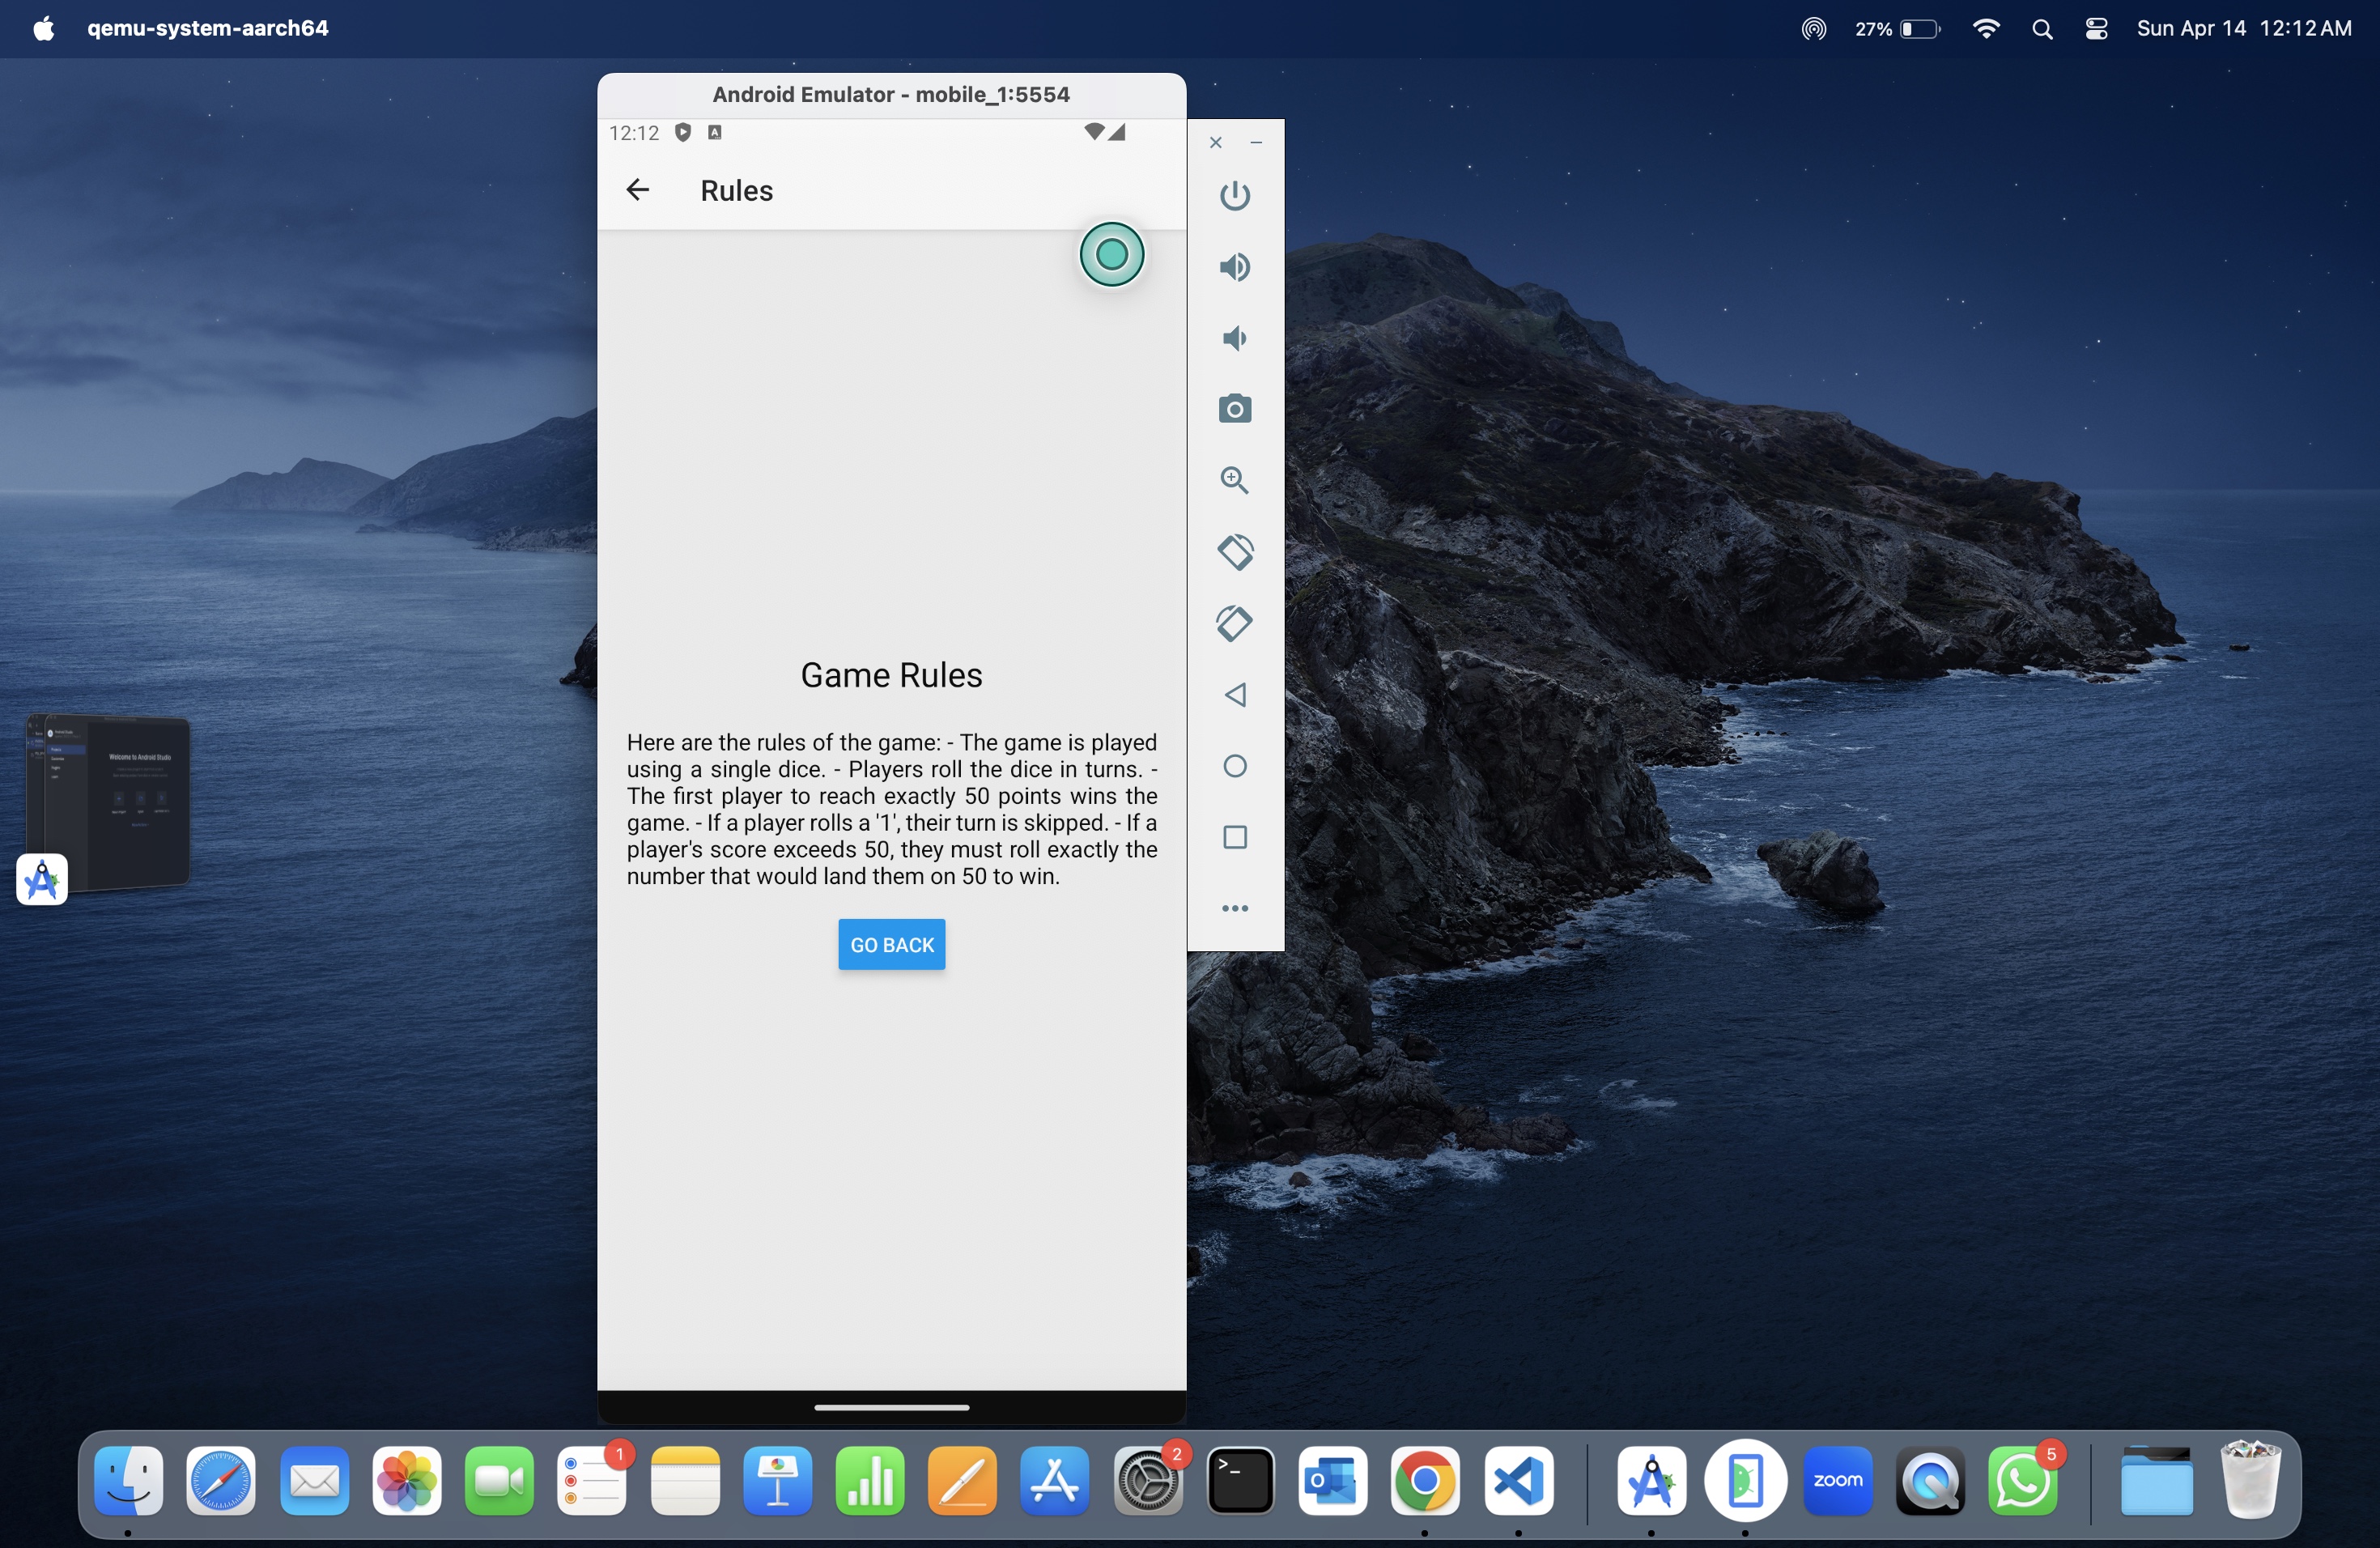 qemu-system-aarch64
27%
Sun Apr 14 12:12 AM
Android Emulator - mobile_1:5554
12:12
A
Rules
Game Rules
Here are the rules of the game: - The game is played
using a single dice. - Players roll the dice in turns. -
The first player to reach exactly 50 points wins the
game. - If a player rolls a '1', their turn is skipped. - If a
player's score exceeds 50, they must roll exactly the
number that would land them on 50 to win.
GO BACK
Welcome to Android Studio
1
2
>_
O
zoom
5